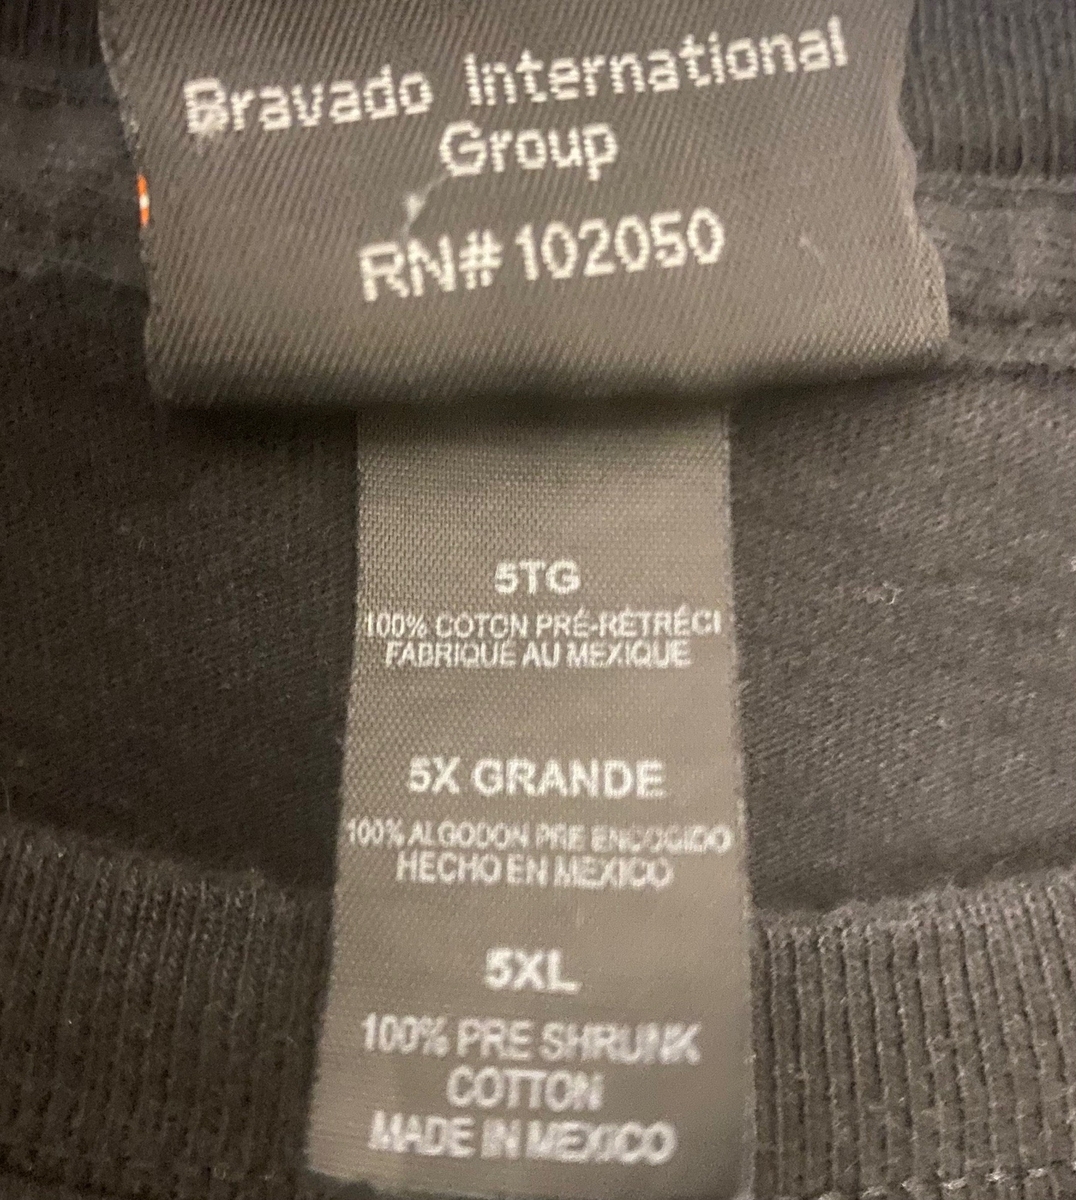 Bravado International
Group
RN# 102050
5TG
100% COTON PRÉ-RÉTRÉCI
FABRIQUÉ AU MEXIQUE
5X GRANDE
100% ALGODON PRE ENCOGIDO
HECHO EN MEXICO
5XL
100% PRE SHRUNK
COTTON
MADE IN MEXICO